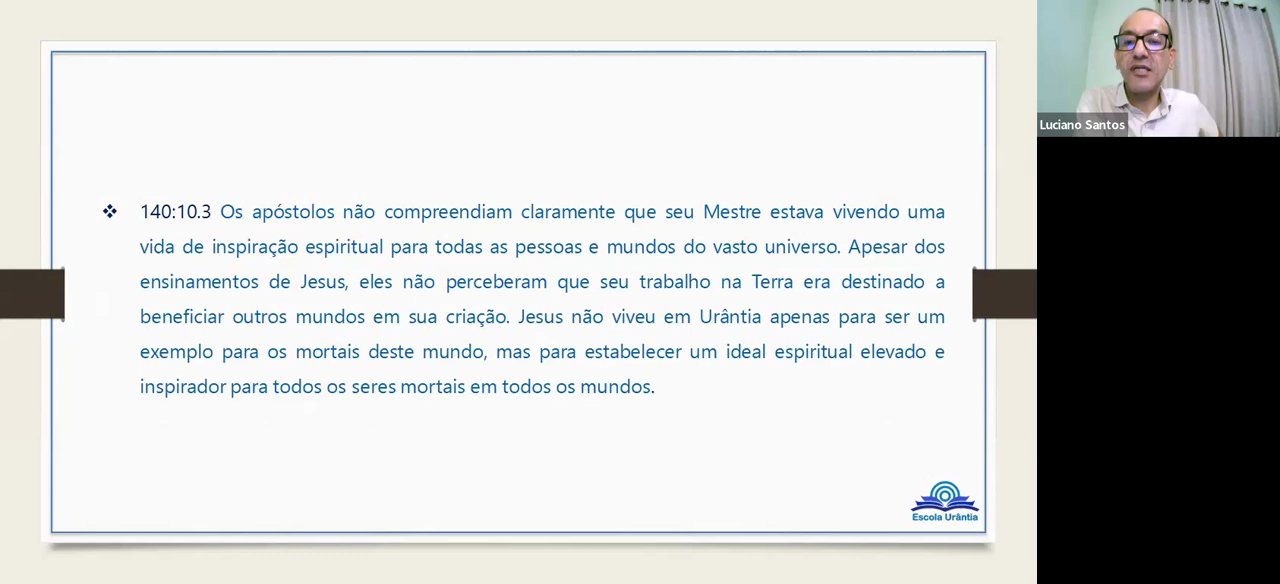 Luciano Santos
❖ 140:10.3 Os apóstolos não compreendiam claramente que seu Mestre estava vivendo uma
vida de inspiração espiritual para todas as pessoas e mundos do vasto universo. Apesar dos
ensinamentos de Jesus, eles não perceberam que seu trabalho na Terra era destinado a
beneficiar outros mundos em sua criação. Jesus não viveu em Urântia apenas para ser um
exemplo para os mortais deste mundo, mas para estabelecer um ideal espiritual elevado e
inspirador para todos os seres mortais em todos os mundos.
Escola Urântia